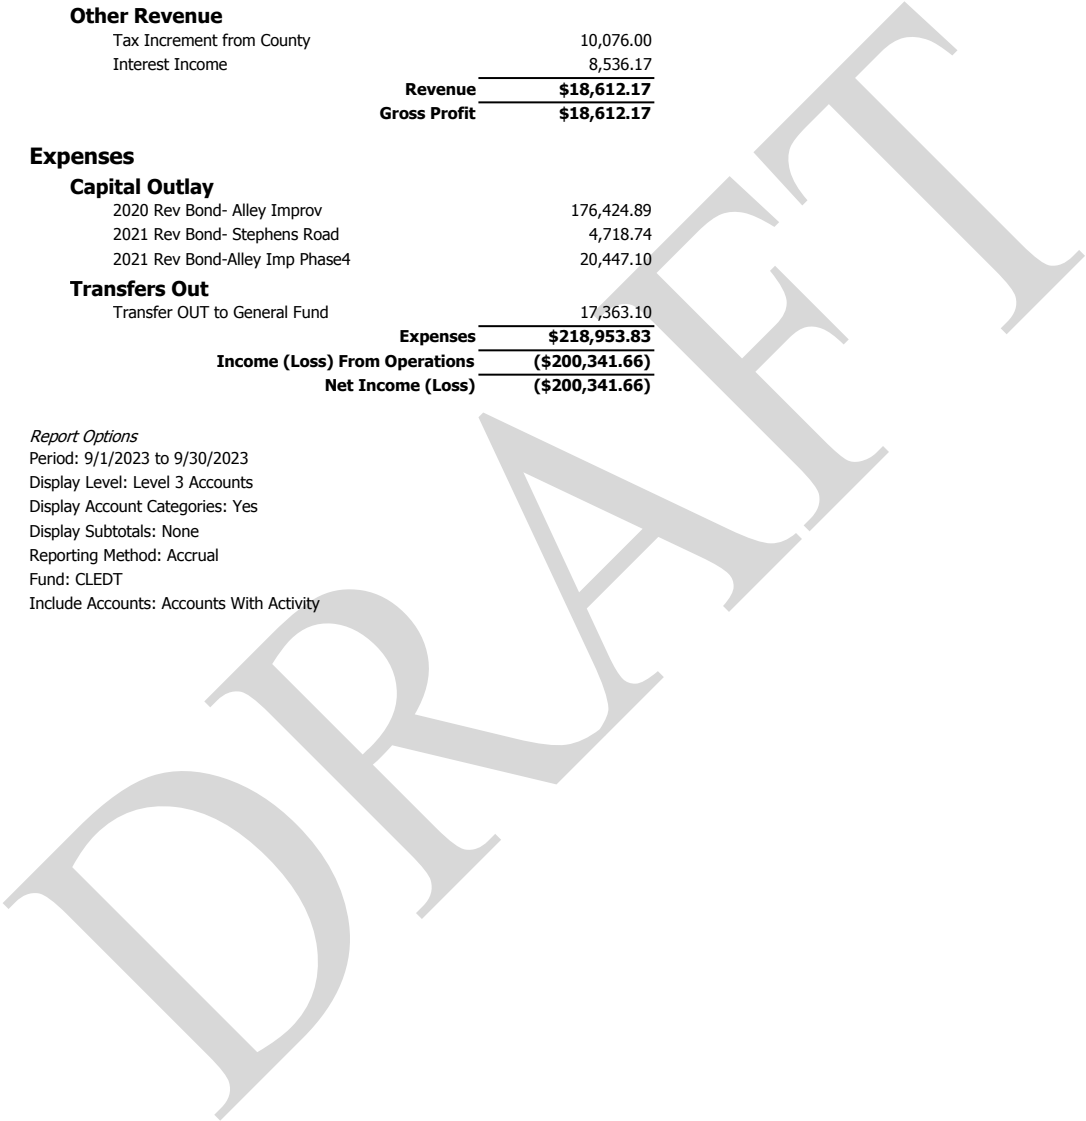 Other Revenue
Tax Increment from County 10,076.00
Interest Income 8,536.17
Revenue $18,612.17
Gross Profit $18,612.17
Expenses
Capital Outlay
2020 Rev Bond- Alley Improv 176,424.89
2021 Rev Bond- Stephens Road 4,718.74
2021 Rev Bond-Alley Imp Phase4 20,447.10
Transfers Out
Transfer OUT to General Fund 17,363.10
Expenses $218,953.83
Income (Loss) From Operations ($200,341.66)
Net Income (Loss) ($200,341.66)
Report Options
Period: 9/1/2023 to 9/30/2023
Display Level: Level 3 Accounts
Display Account Categories: Yes
Display Subtotals: None
Reporting Method: Accrual
Fund: CLEDT
Include Accounts: Accounts With Activity
DRAFT